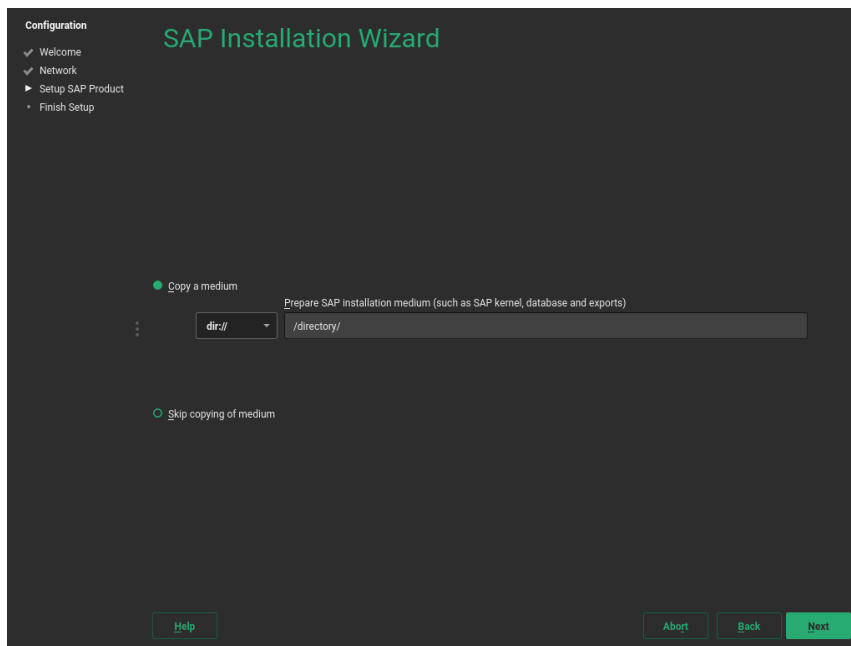 Configuration
Welcome
Network
Setup SAP Product
Finish Setup
SAP Installation Wizard
Copy a medium
Prepare SAP installation medium (such as SAP kernel, database and exports)
dir:// /directory/
Skip copying of medium
Help Abort Back Next